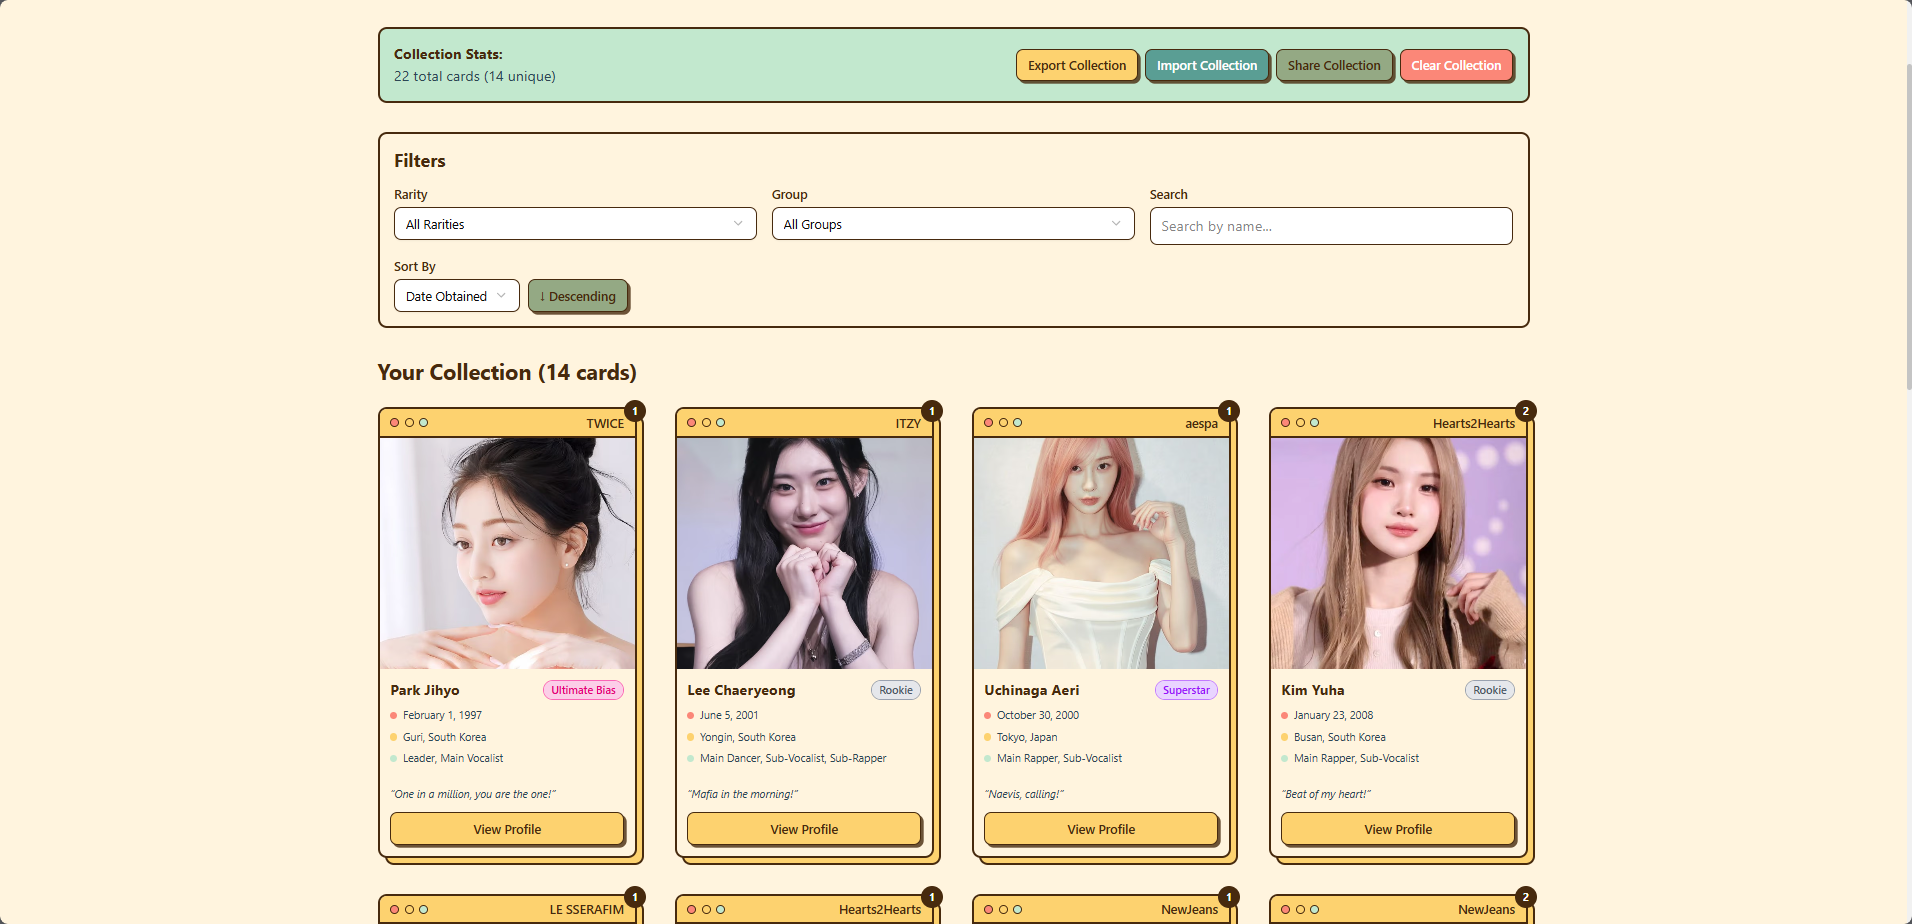 Collection Stats:
22 total cards (14 unique)
Export Collection
Import Collection
Share Collection
Clear Collection
Filters
Rarity
Group
Search
All Rarities
All Groups
Search by name...
Sort By
Date Obtained
↓ Descending
Your Collection (14 cards)
TWICE
1
Park Jihyo
Ultimate Bias
February 1, 1997
Guri, South Korea
Leader, Main Vocalist
"One in a million, you are the one!"
View Profile
ITZY
1
Lee Chaeryeong
Rookie
June 5, 2001
Yongin, South Korea
Main Dancer, Sub-Vocalist, Sub-Rapper
"Mafia in the morning!"
View Profile
aespa
1
Uchinaga Aeri
Superstar
October 30, 2000
Tokyo, Japan
Main Rapper, Sub-Vocalist
"Naevis, calling!"
View Profile
Hearts2Hearts
2
Kim Yuha
Rookie
January 23, 2008
Busan, South Korea
Main Rapper, Sub-Vocalist
"Beat of my heart!"
View Profile
LE SSERAFIM
1
Hearts2Hearts
1
NewJeans
1
NewJeans
2